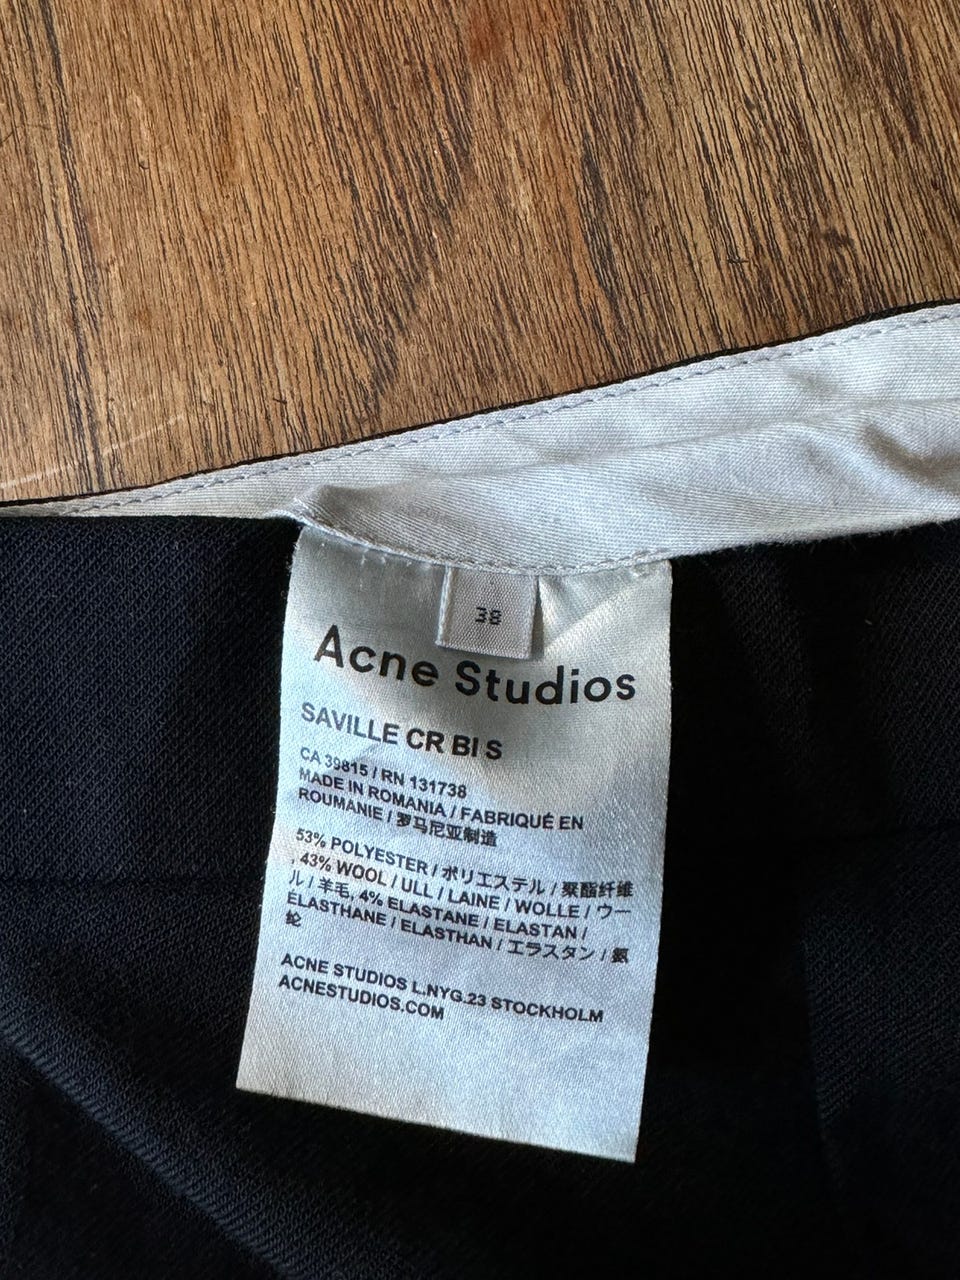 38
Acne Studios
SAVILLE CR BI S
CA 39815 / RN 131738
MADE IN ROMANIA / FABRIQUÉ EN
ROUMANIE / 罗马尼亚制造
53% POLYESTER / ポリエステル / 聚酯纤维
, 43% WOOL / ULL / LAINE / WOLLE / ウー
ル / 羊毛, 4% ELASTANE / ELASTAN /
ÉLASTHANE / ELASTHAN / エラスタン / 氨
纶
ACNE STUDIOS L.NYG.23 STOCKHOLM
ACNESTUDIOS.COM